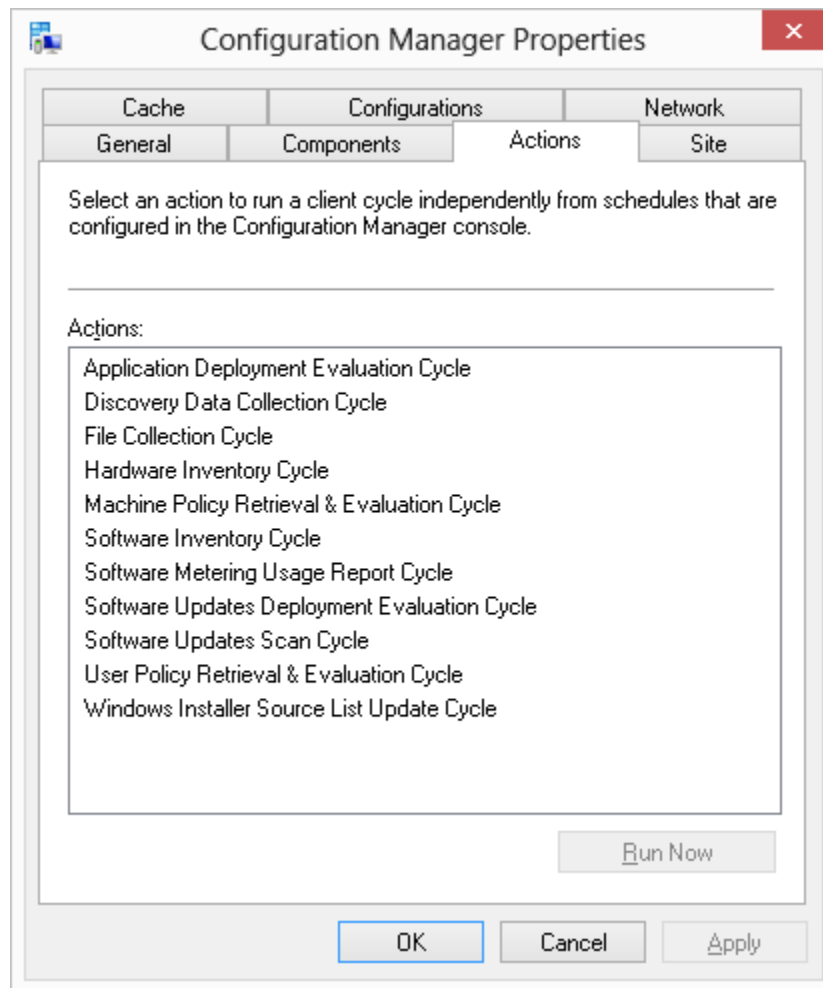 Configuration Manager Properties
Cache Configurations Network
General Components Actions Site
Select an action to run a client cycle independently from schedules that are
configured in the Configuration Manager console.
Actions:
Application Deployment Evaluation Cycle
Discovery Data Collection Cycle
File Collection Cycle
Hardware Inventory Cycle
Machine Policy Retrieval & Evaluation Cycle
Software Inventory Cycle
Software Metering Usage Report Cycle
Software Updates Deployment Evaluation Cycle
Software Updates Scan Cycle
User Policy Retrieval & Evaluation Cycle
Windows Installer Source List Update Cycle
Run Now
OK Cancel Apply